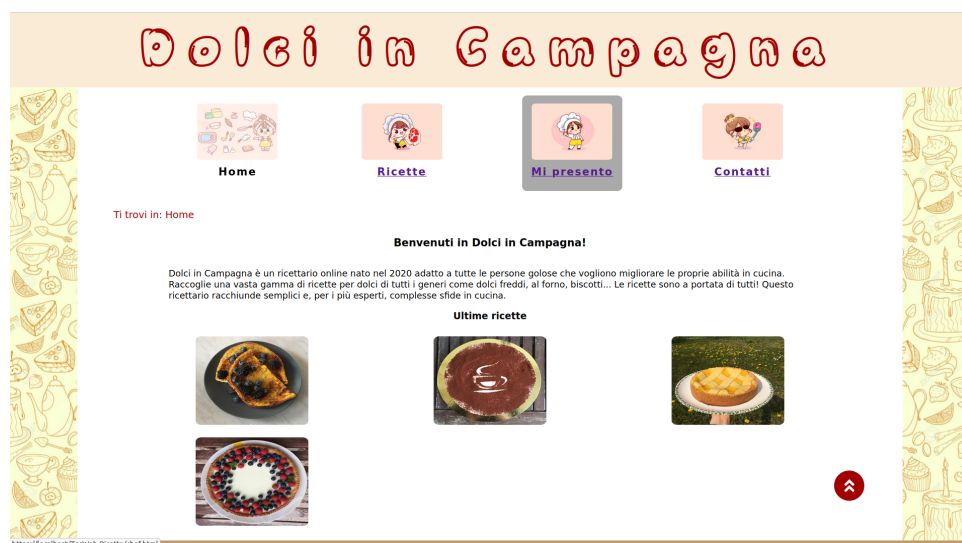 Dolci in Campagna
Home
Ricette
Mi presento
Contatti
Ti trovi in: Home
Benvenuti in Dolci in Campagna!
Dolci in Campagna è un ricettario online nato nel 2020 adatto a tutte le persone golose che vogliono migliorare le proprie abilità in cucina.
Raccoglie una vasta gamma di ricette per dolci di tutti i generi come dolci freddi, al forno, biscotti... Le ricette sono a portata di tutti! Questo
ricettario racchiunde semplici e, per i più esperti, complesse sfide in cucina.
Ultime ricette